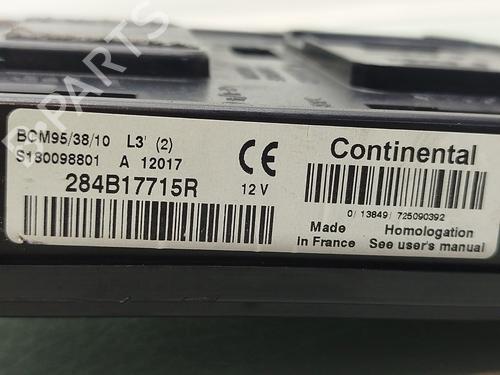 BCM95/38/10 L3' (2)
S130098801 A 12017
284B17715R
CE
12 V
Continental
0/ 13849/ 725090392
Made
in France
Homologation
See user's manual